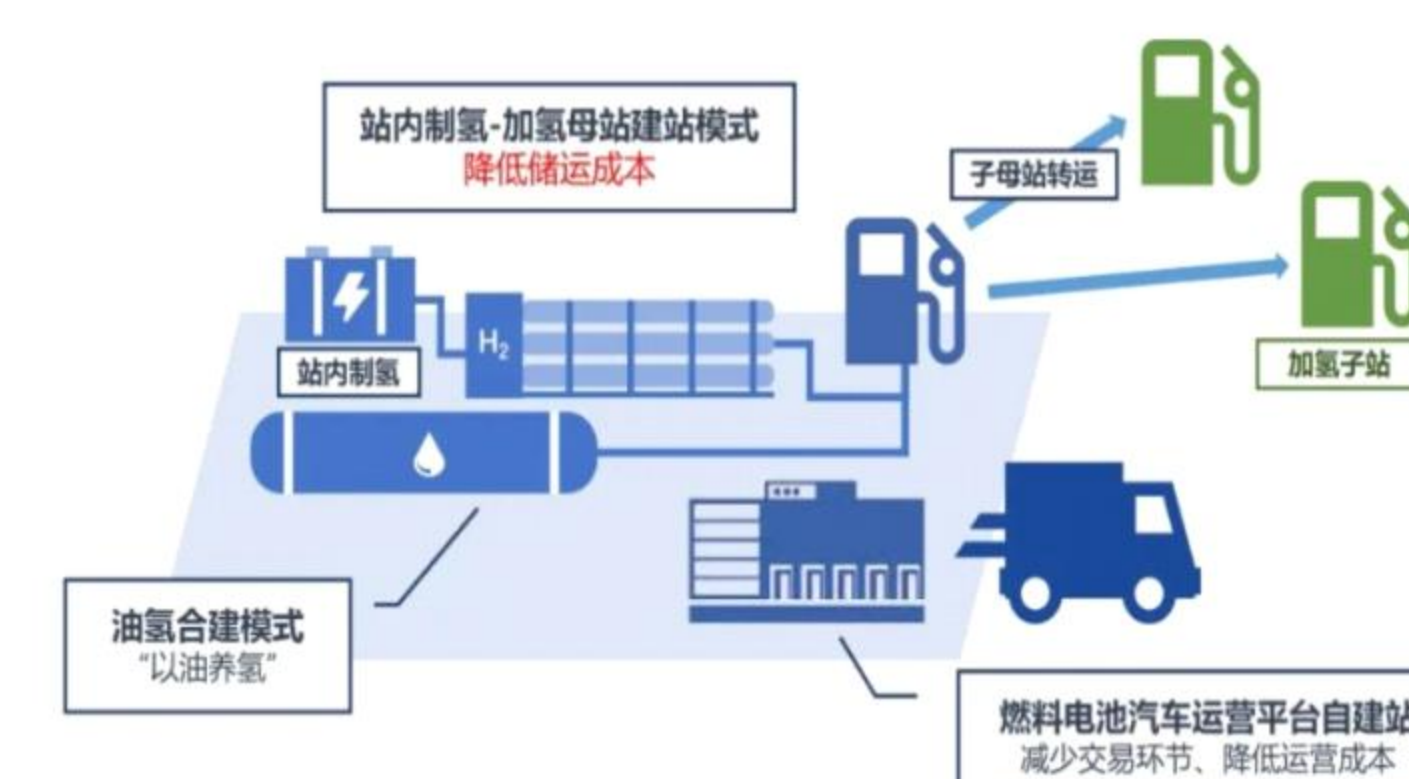 站内制氢-加氢母站建站模式
降低储运成本
子母站转运
H₂
站内制氢
加氢子站
油氢合建模式
“以油养氢”
燃料电池汽车运营平台自建站
减少交易环节、降低运营成本